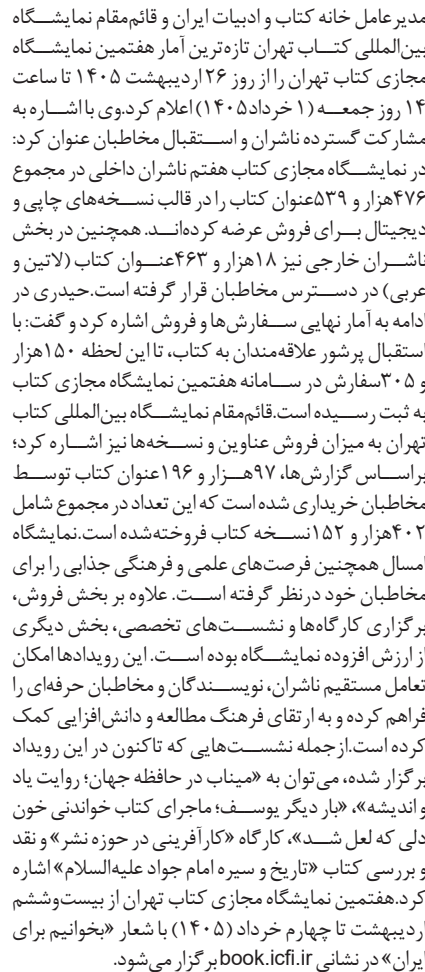 مدیرعامل خانه کتاب و ادبیات ایران و قائم‌مقام نمایشگاه
بین‌المللی کتاب تهران تازه‌ترین آمار هفتمین نمایشگاه
مجازی کتاب تهران را از روز ۲۶ اردیبهشت ۱۴۰۵ تا ساعت
۱۴ روز جمعه (۱ خرداد ۱۴۰۵) اعلام کرد.وی با اشاره به
مشارکت گسترده ناشران و استقبال مخاطبان عنوان کرد:
در نمایشگاه مجازی کتاب هفتم ناشران داخلی در مجموع
۴۷۶هزار و ۵۳۹عنوان کتاب را در قالب نسخه‌های چاپی و
دیجیتال برای فروش عرضه کرده‌اند. همچنین در بخش
ناشران خارجی نیز ۱۸هزار و ۴۶۳عنوان کتاب (لاتین و
عربی) در دسترس مخاطبان قرار گرفته است.حیدری در
ادامه به آمار نهایی سفارش‌ها و فروش اشاره کرد و گفت: با
استقبال پرشور علاقه‌مندان به کتاب، تا این لحظه ۱۵۰هزار
و ۳۰۵سفارش در سامانه هفتمین نمایشگاه مجازی کتاب
به ثبت رسیده است.قائم‌مقام نمایشگاه بین‌المللی کتاب
تهران به میزان فروش عناوین و نسخه‌ها نیز اشاره کرد؛
براساس گزارش‌ها، ۹۷هزار و ۱۹۶عنوان کتاب توسط
مخاطبان خریداری شده است که این تعداد در مجموع شامل
۴۰۲هزار و ۱۵۲نسخه کتاب فروخته‌شده است.نمایشگاه
امسال همچنین فرصت‌های علمی و فرهنگی جذابی را برای
مخاطبان خود درنظر گرفته است. علاوه بر بخش فروش،
برگزاری کارگاه‌ها و نشست‌های تخصصی، بخش دیگری
از ارزش افزوده نمایشگاه بوده است. این رویدادها امکان
تعامل مستقیم ناشران، نویسندگان و مخاطبان حرفه‌ای را
فراهم کرده و به ارتقای فرهنگ مطالعه و دانش‌افزایی کمک
کرده است.ازجمله نشست‌هایی که تاکنون در این رویداد
برگزار شده، می‌توان به «میناب در حافظه جهان؛ روایت یاد
و اندیشه»، «بار دیگر یوسف؛ ماجرای کتاب خواندنی خون
دلی که لعل شد»، کارگاه «کارآفرینی در حوزه نشر» و نقد
و بررسی کتاب «تاریخ و سیره امام جواد علیه‌السلام» اشاره
کرد.هفتمین نمایشگاه مجازی کتاب تهران از بیست‌وششم
اردیبهشت تا چهارم خرداد (۱۴۰۵) با شعار «بخوانیم برای
ایران» در نشانی book.icfi.ir برگزار می‌شود.